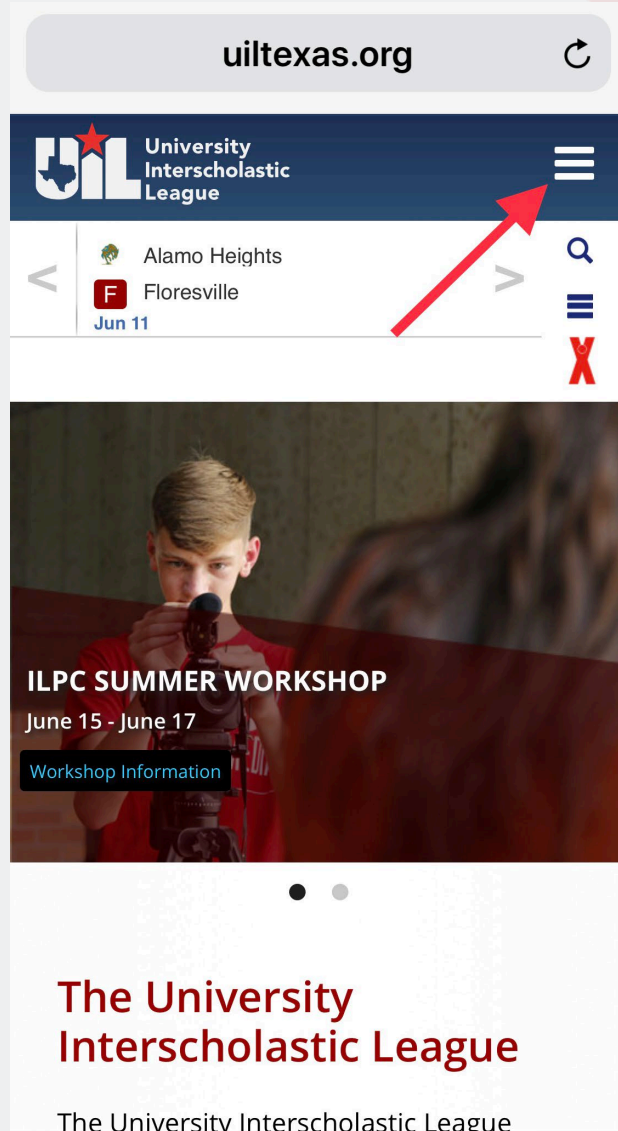 uiltexas.org
UIL
University
Interscholastic
League
<
Alamo Heights
>
F
Floresville
Jun 11
ILPC SUMMER WORKSHOP
June 15 - June 17
Workshop Information
The University
Interscholastic League
The University Interscholastic League